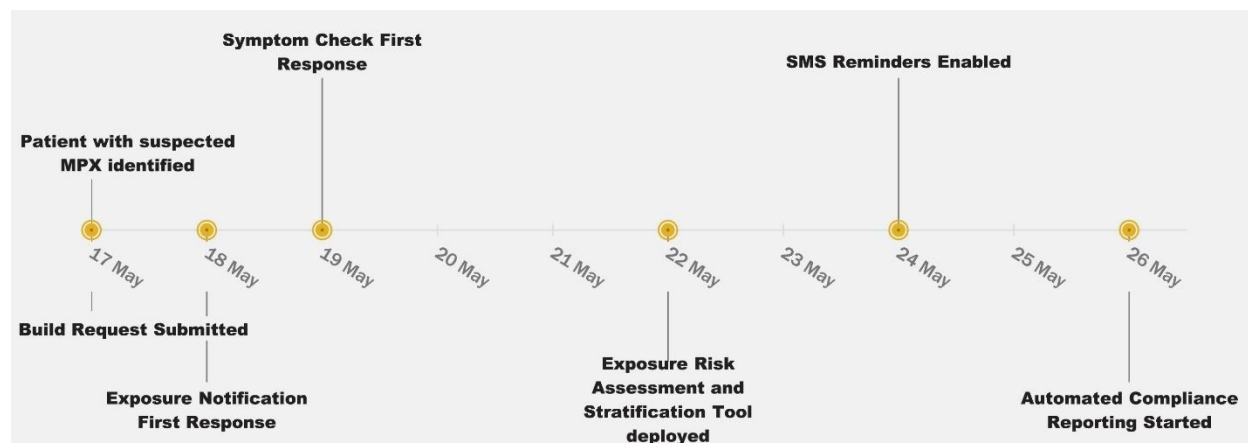 Symptom Check First
Response
SMS Reminders Enabled
Patient with suspected
MPX identified
17 May
18 May
19 May
20 May
21 May
22 May
23 May
24 May
25 May
26 May
Build Request Submitted
Exposure Notification
First Response
Exposure Risk
Assessment and
Stratification Tool
deployed
Automated Compliance
Reporting Started